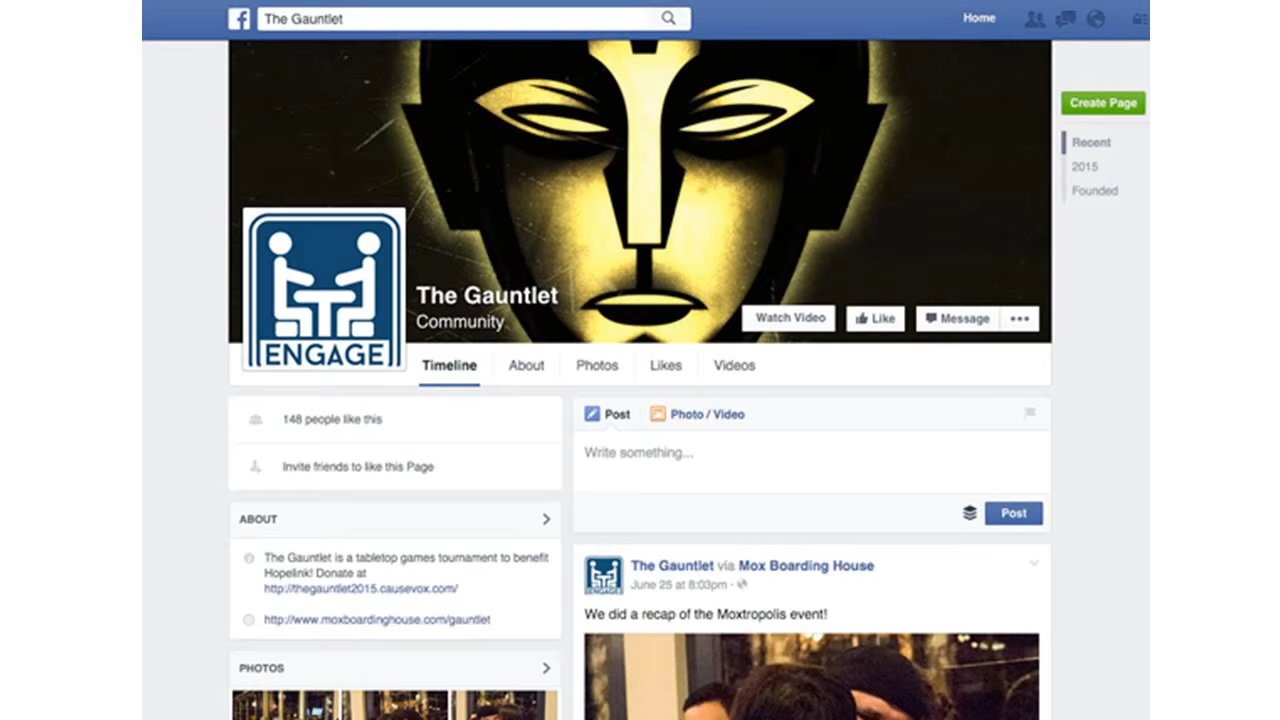 The Gauntlet
Home
Create Page
Recent
2015
Founded
The Gauntlet
Community
Watch Video
Like
Message
ENGAGE
Timeline
About
Photos
Likes
Videos
148 people like this
Invite friends to like this Page
ABOUT
The Gauntlet is a tabletop games tournament to benefit
Hopelink! Donate at
http://thegauntlet2015.causevox.com/
http://www.moxboardinghouse.com/gauntlet
PHOTOS
Post
Photo / Video
Write something...
Post
The Gauntlet via Mox Boarding House
June 25 at 8:03pm ·
We did a recap of the Moxtropolis event!